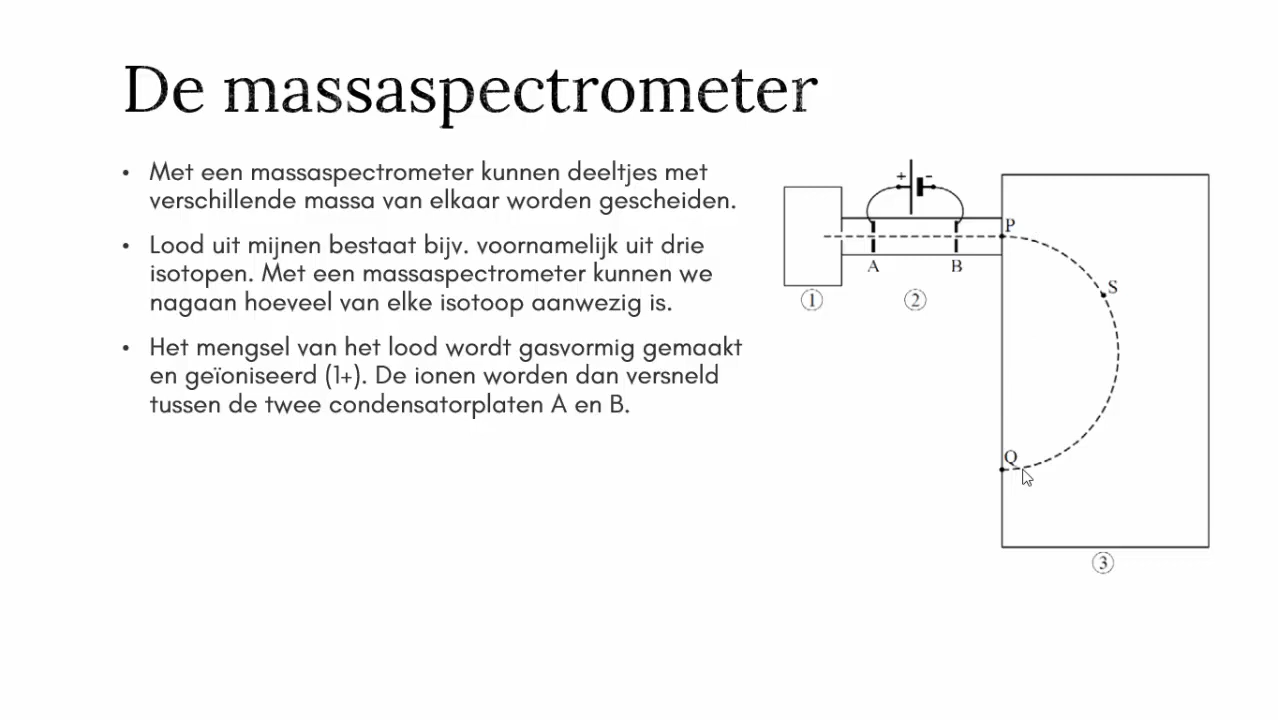 De massaspectrometer
• Met een massaspectrometer kunnen deeltjes met
verschillende massa van elkaar worden gescheiden.
• Lood uit mijnen bestaat bijv. voornamelijk uit drie
isotopen. Met een massaspectrometer kunnen we
nagaan hoeveel van elke isotoop aanwezig is.
• Het mengsel van het lood wordt gasvormig gemaakt
en geïoniseerd (1+). De ionen worden dan versneld
tussen de twee condensatorplaten A en B.
+ -
P
A B
S
① ②
Q
③